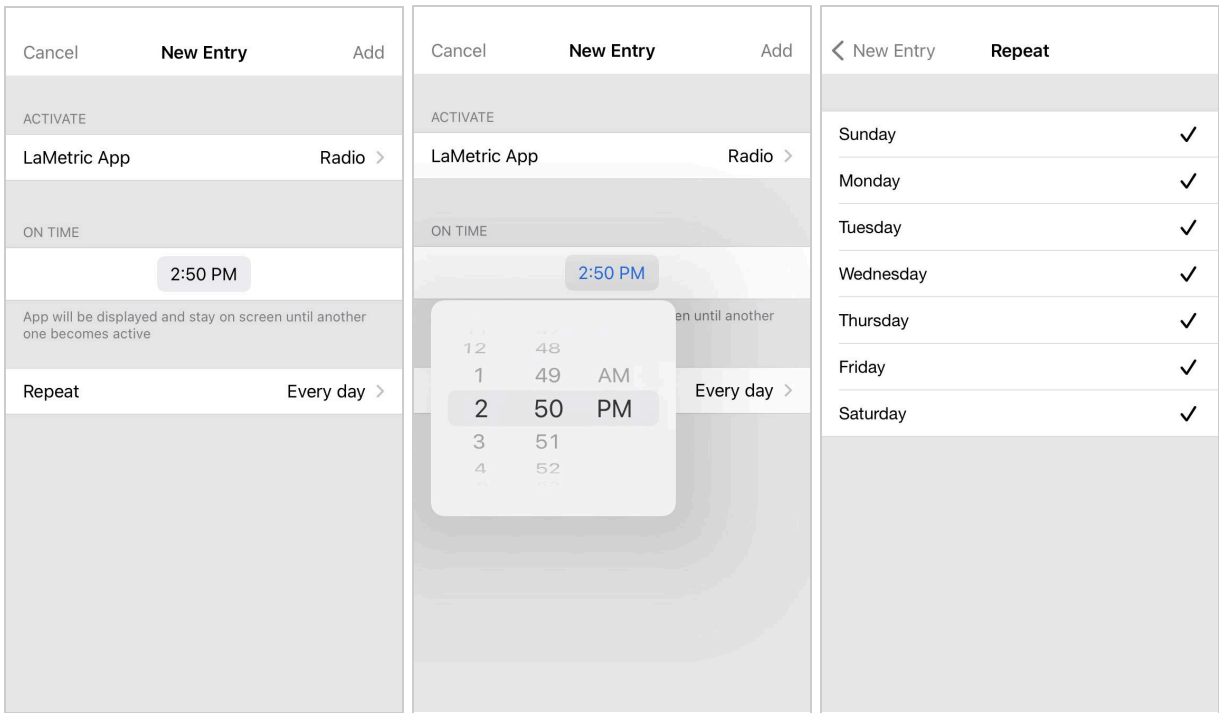 Cancel New Entry Add
ACTIVATE
LaMetric App Radio
ON TIME
2:50 PM
App will be displayed and stay on screen until another
one becomes active
Repeat Every day
Cancel New Entry Add
ACTIVATE
LaMetric App Radio
ON TIME
2:50 PM
en until another
12 48
1 49 AM
2 50 PM
3 51
4 52
Every day
New Entry Repeat
Sunday
Monday
Tuesday
Wednesday
Thursday
Friday
Saturday